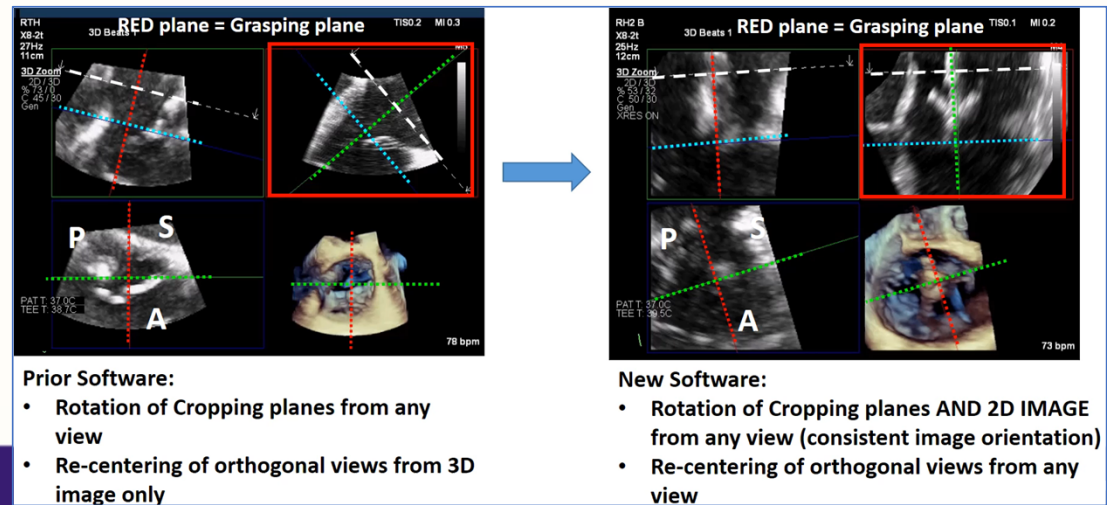 RTH
X8-2t
27Hz
11cm
3D Beats 1
RED plane = Grasping plane
TIS0.2 MI 0.3
M5
3D Zoom
2D / 3D
% 73 / 0
C 45 / 30
Gen
P
S
A
PAT T: 37.0C
TEE T: 38.7C
78 bpm
RH2 B
X8-2t
25Hz
12cm
3D Beats 1
RED plane = Grasping plane
TIS0.1 MI 0.2
3D Zoom
2D / 3D
% 53 / 32
C 50 / 30
Gen
XRES ON
P
S
A
PAT T: 37.0C
TEE T: 39.5C
73 bpm
Prior Software:
• Rotation of Cropping planes from any
view
• Re-centering of orthogonal views from 3D
image only
New Software:
• Rotation of Cropping planes AND 2D IMAGE
from any view (consistent image orientation)
• Re-centering of orthogonal views from any
view